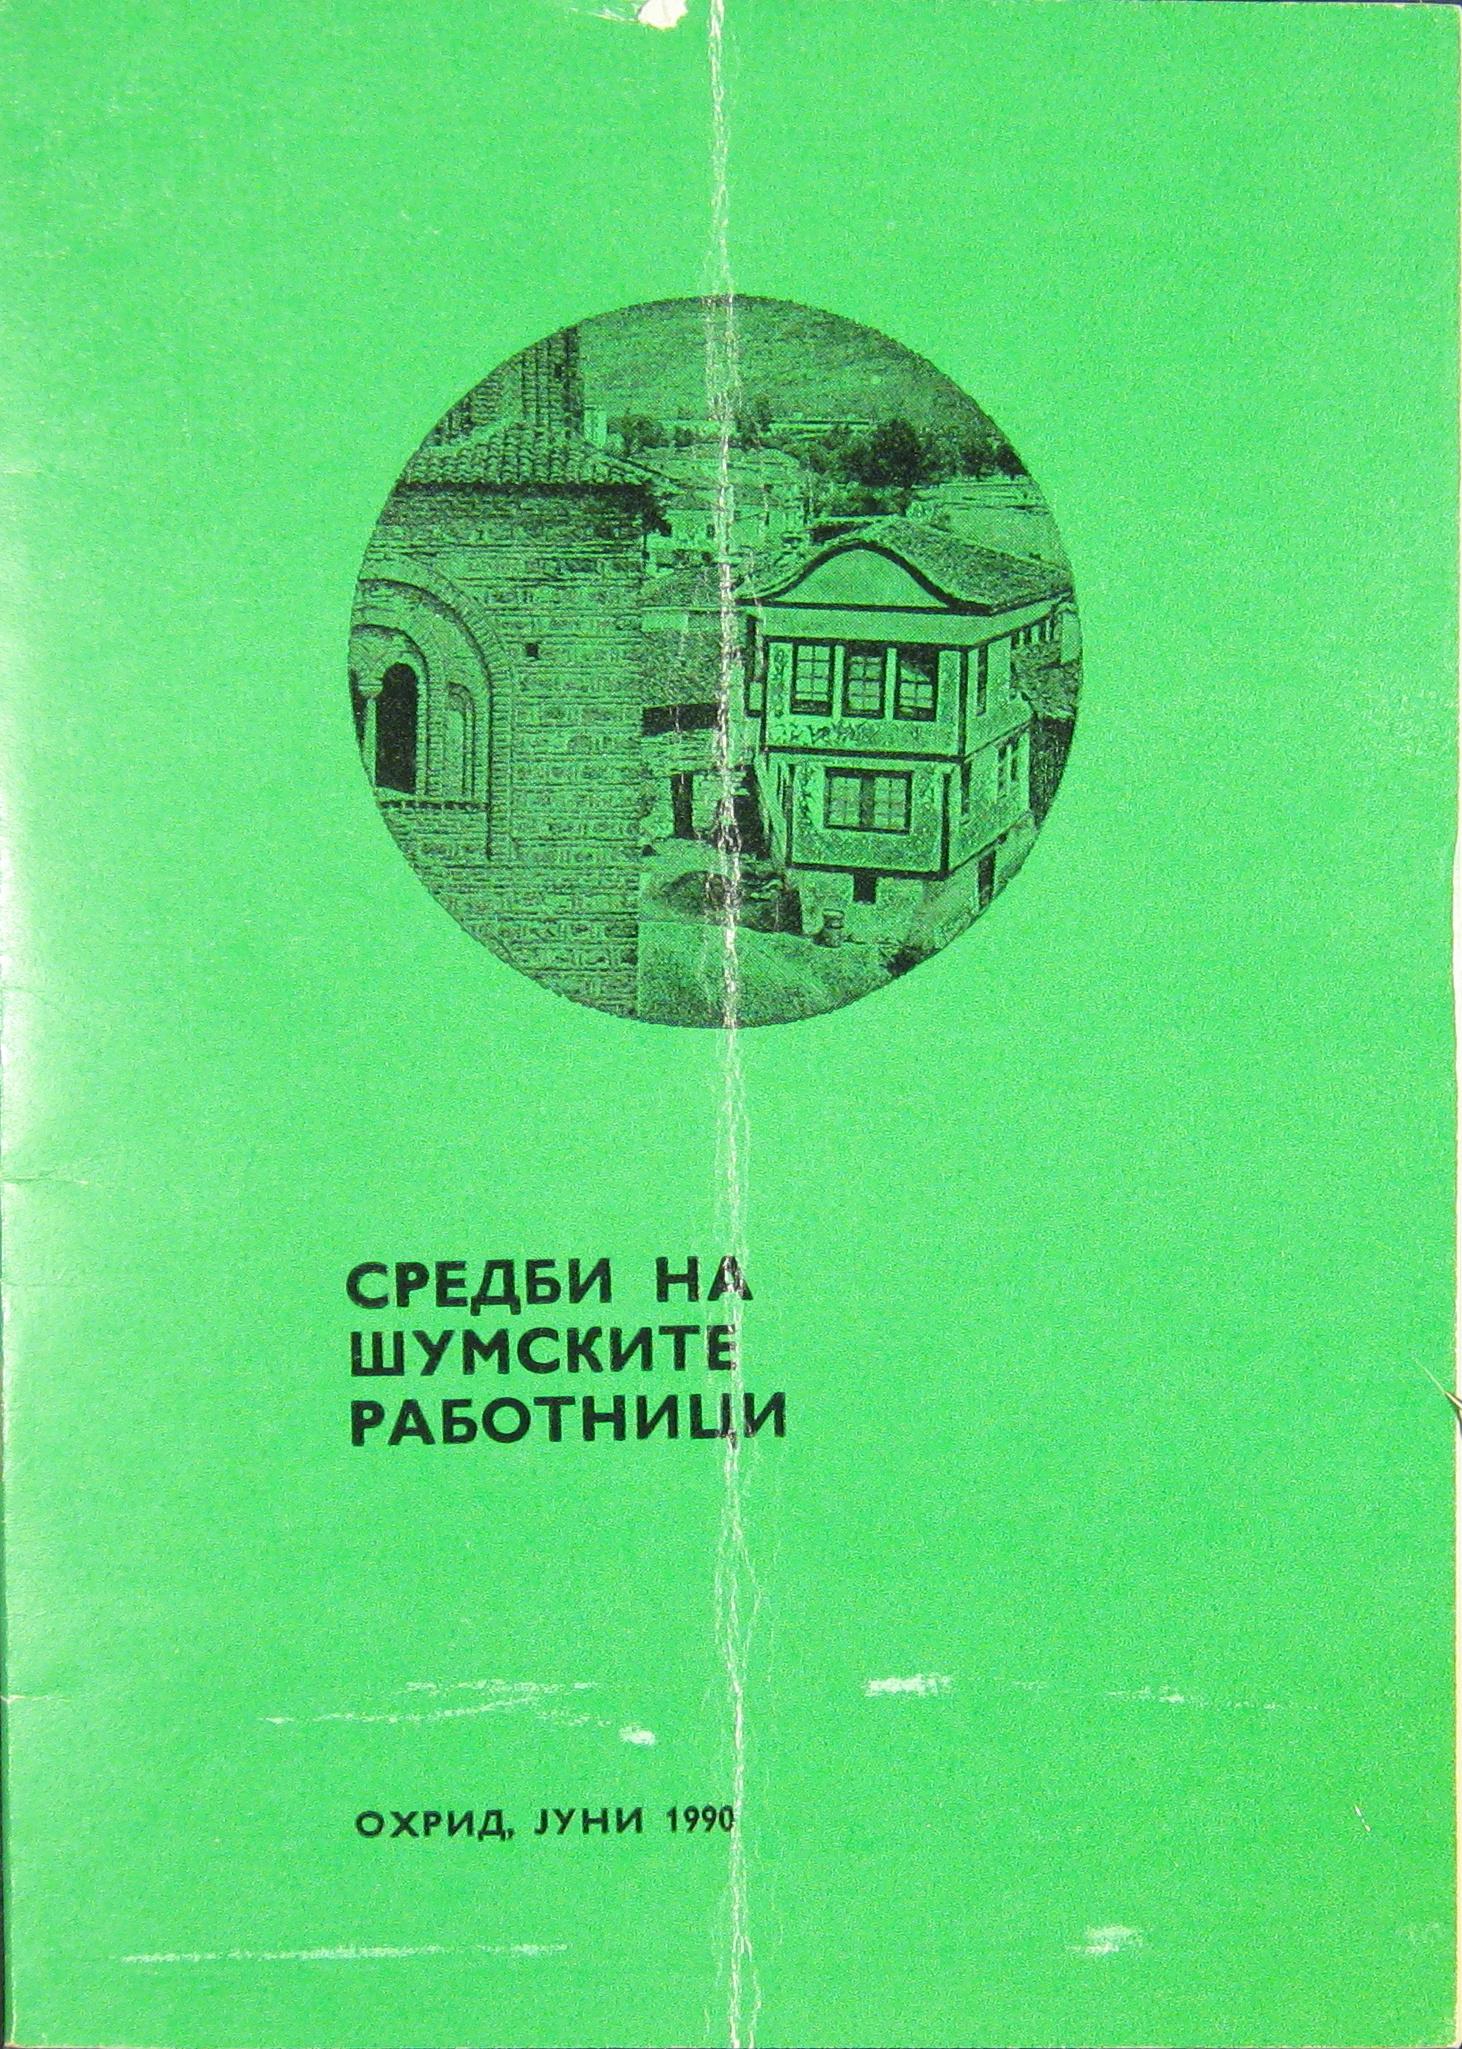 СРЕДБИ НА
ШУМСКИТЕ
РАБОТНИЦИ
ОХРИД, ЈУНИ 1990